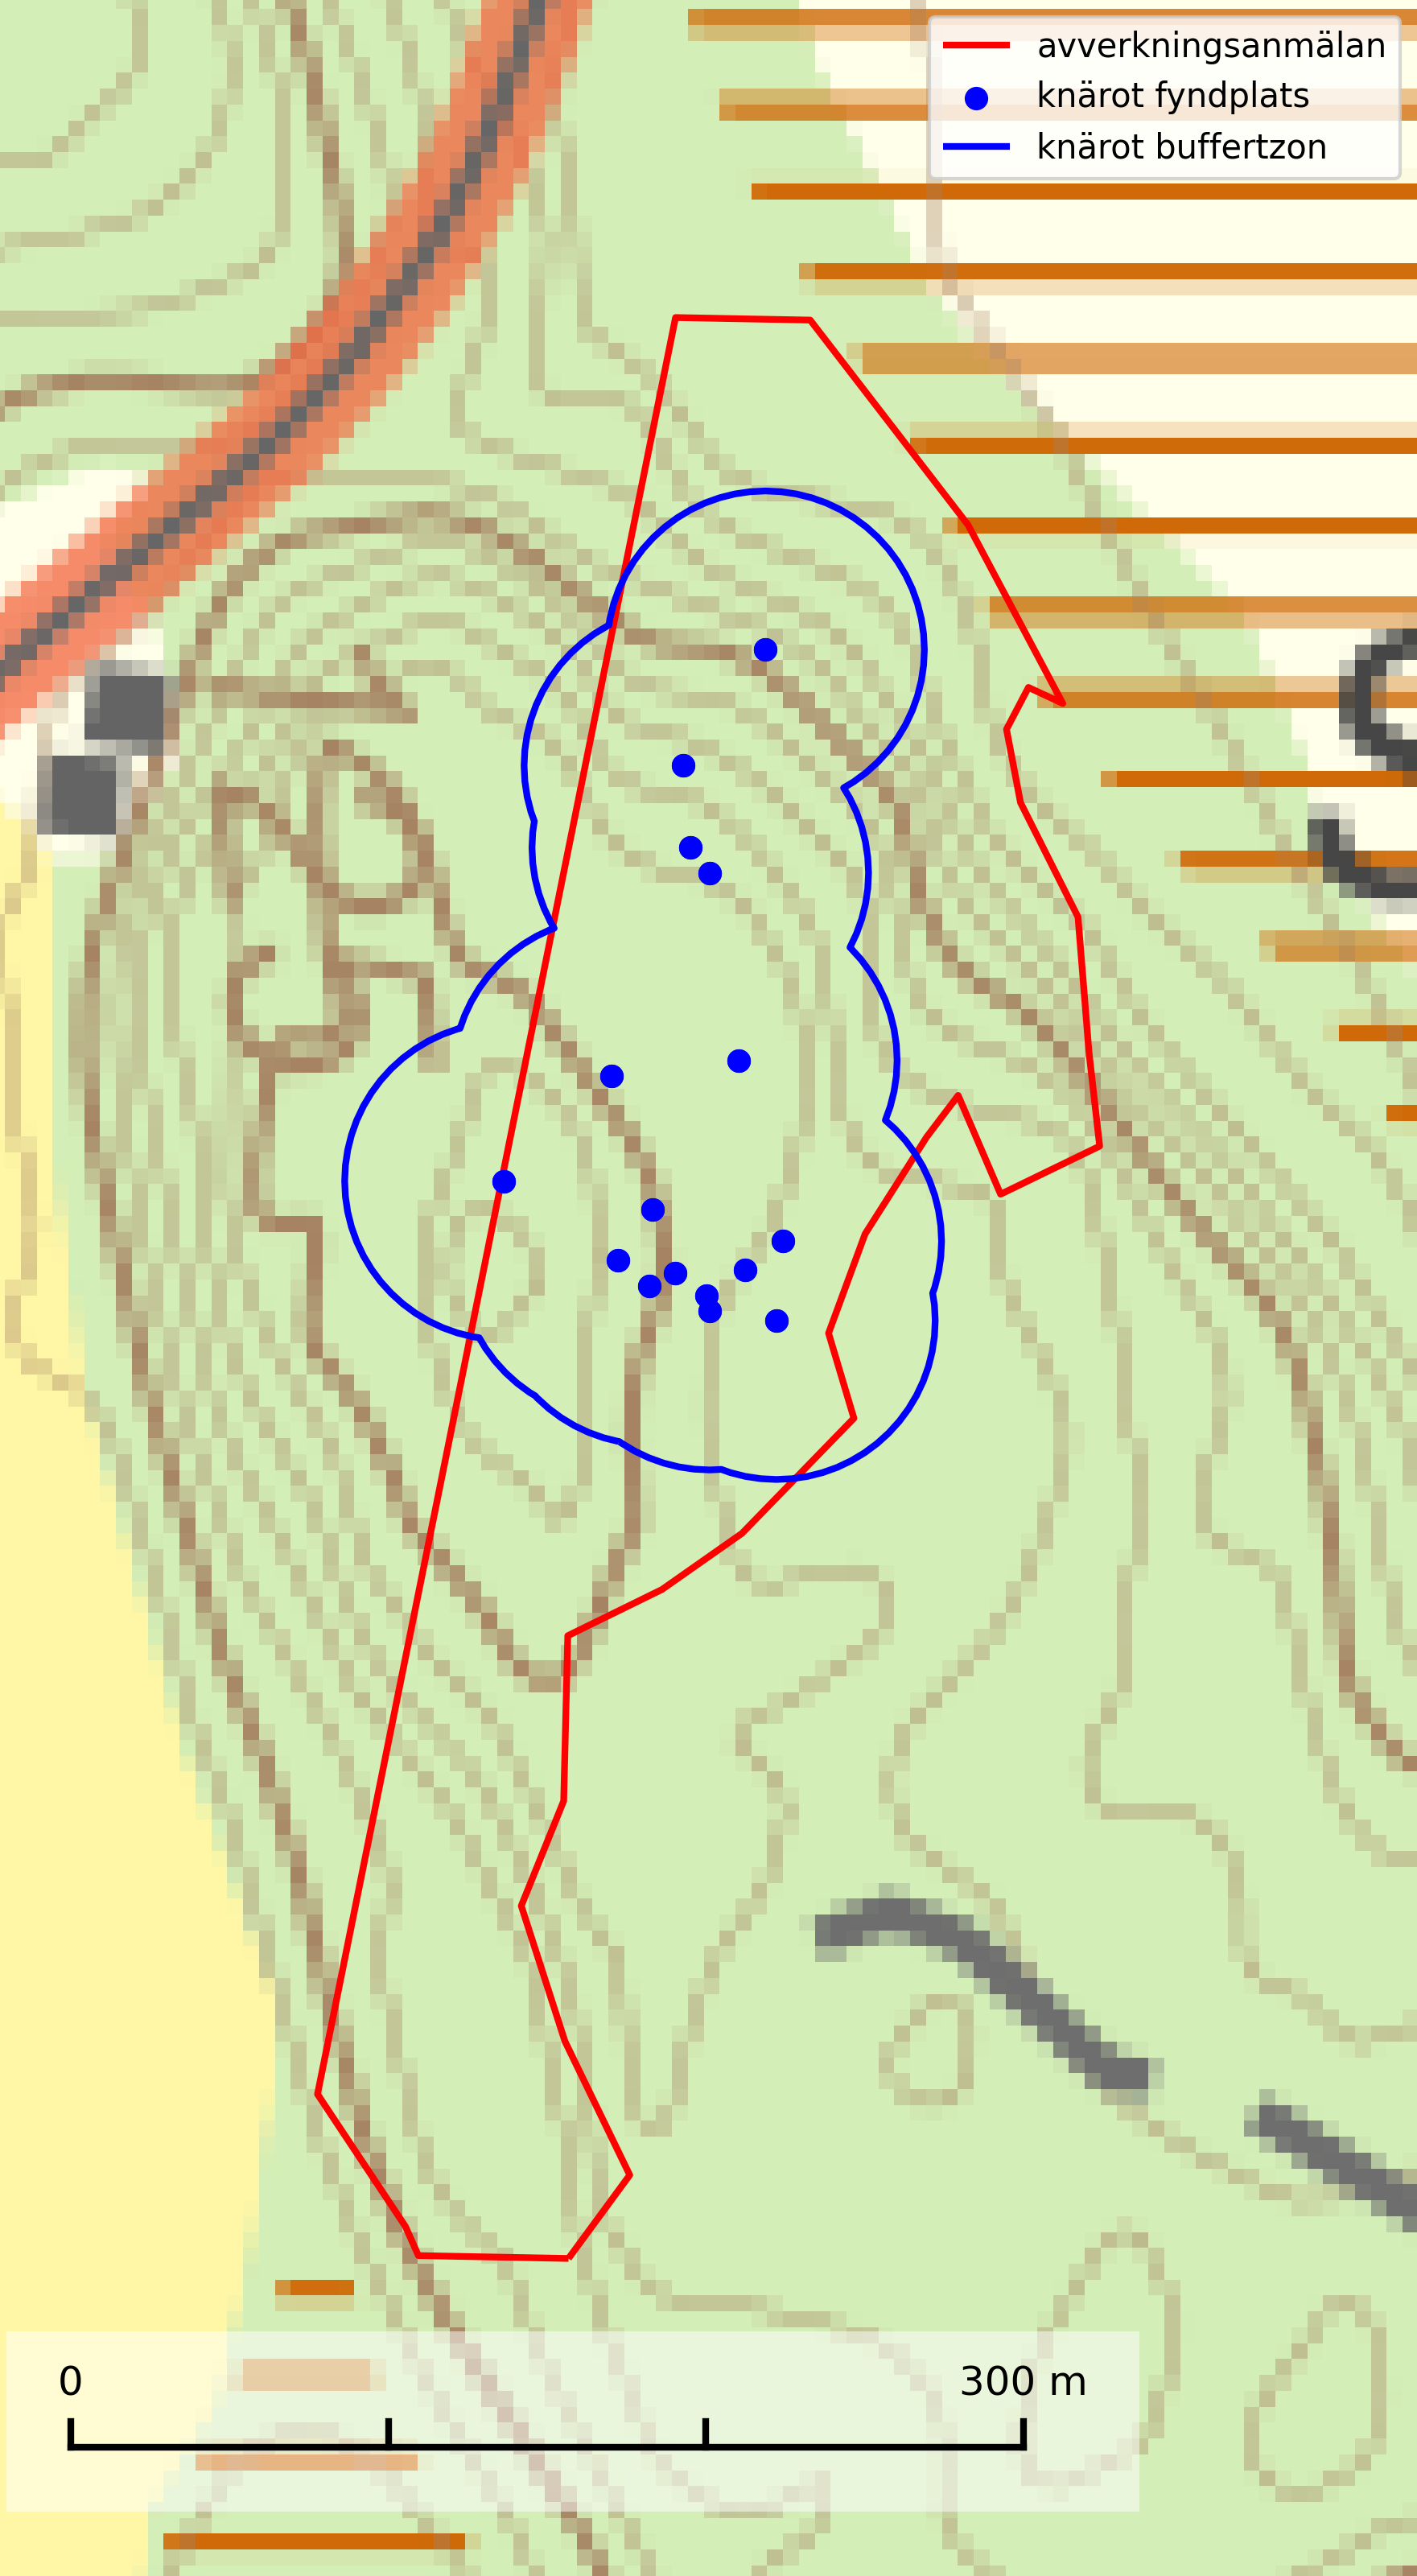 avverkningsanmälan
knärot fyndplats
knärot buffertzon
0 300 m